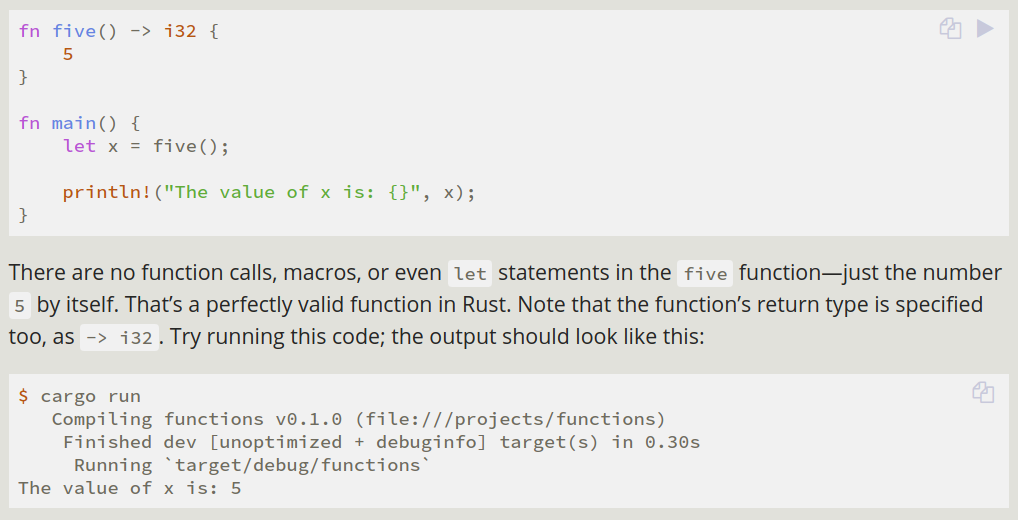 fn five() -> i32 {
    5
}

fn main() {
    let x = five();

    println!("The value of x is: {}", x);
}
There are no function calls, macros, or even let statements in the five function—just the number
5 by itself. That’s a perfectly valid function in Rust. Note that the function’s return type is specified
too, as -> i32. Try running this code; the output should look like this:
$ cargo run
   Compiling functions v0.1.0 (file:///projects/functions)
    Finished dev [unoptimized + debuginfo] target(s) in 0.30s
     Running `target/debug/functions`
The value of x is: 5